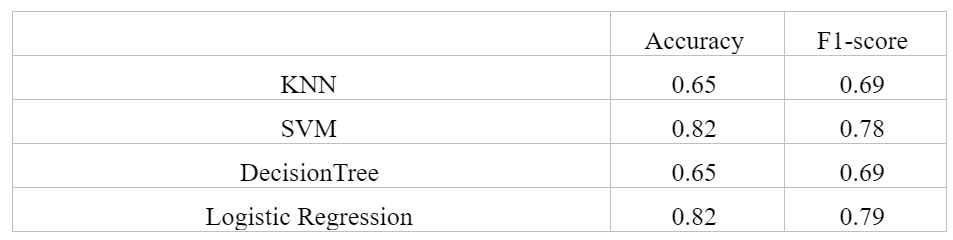 Accuracy F1-score
KNN 0.65 0.69
SVM 0.82 0.78
DecisionTree 0.65 0.69
Logistic Regression 0.82 0.79